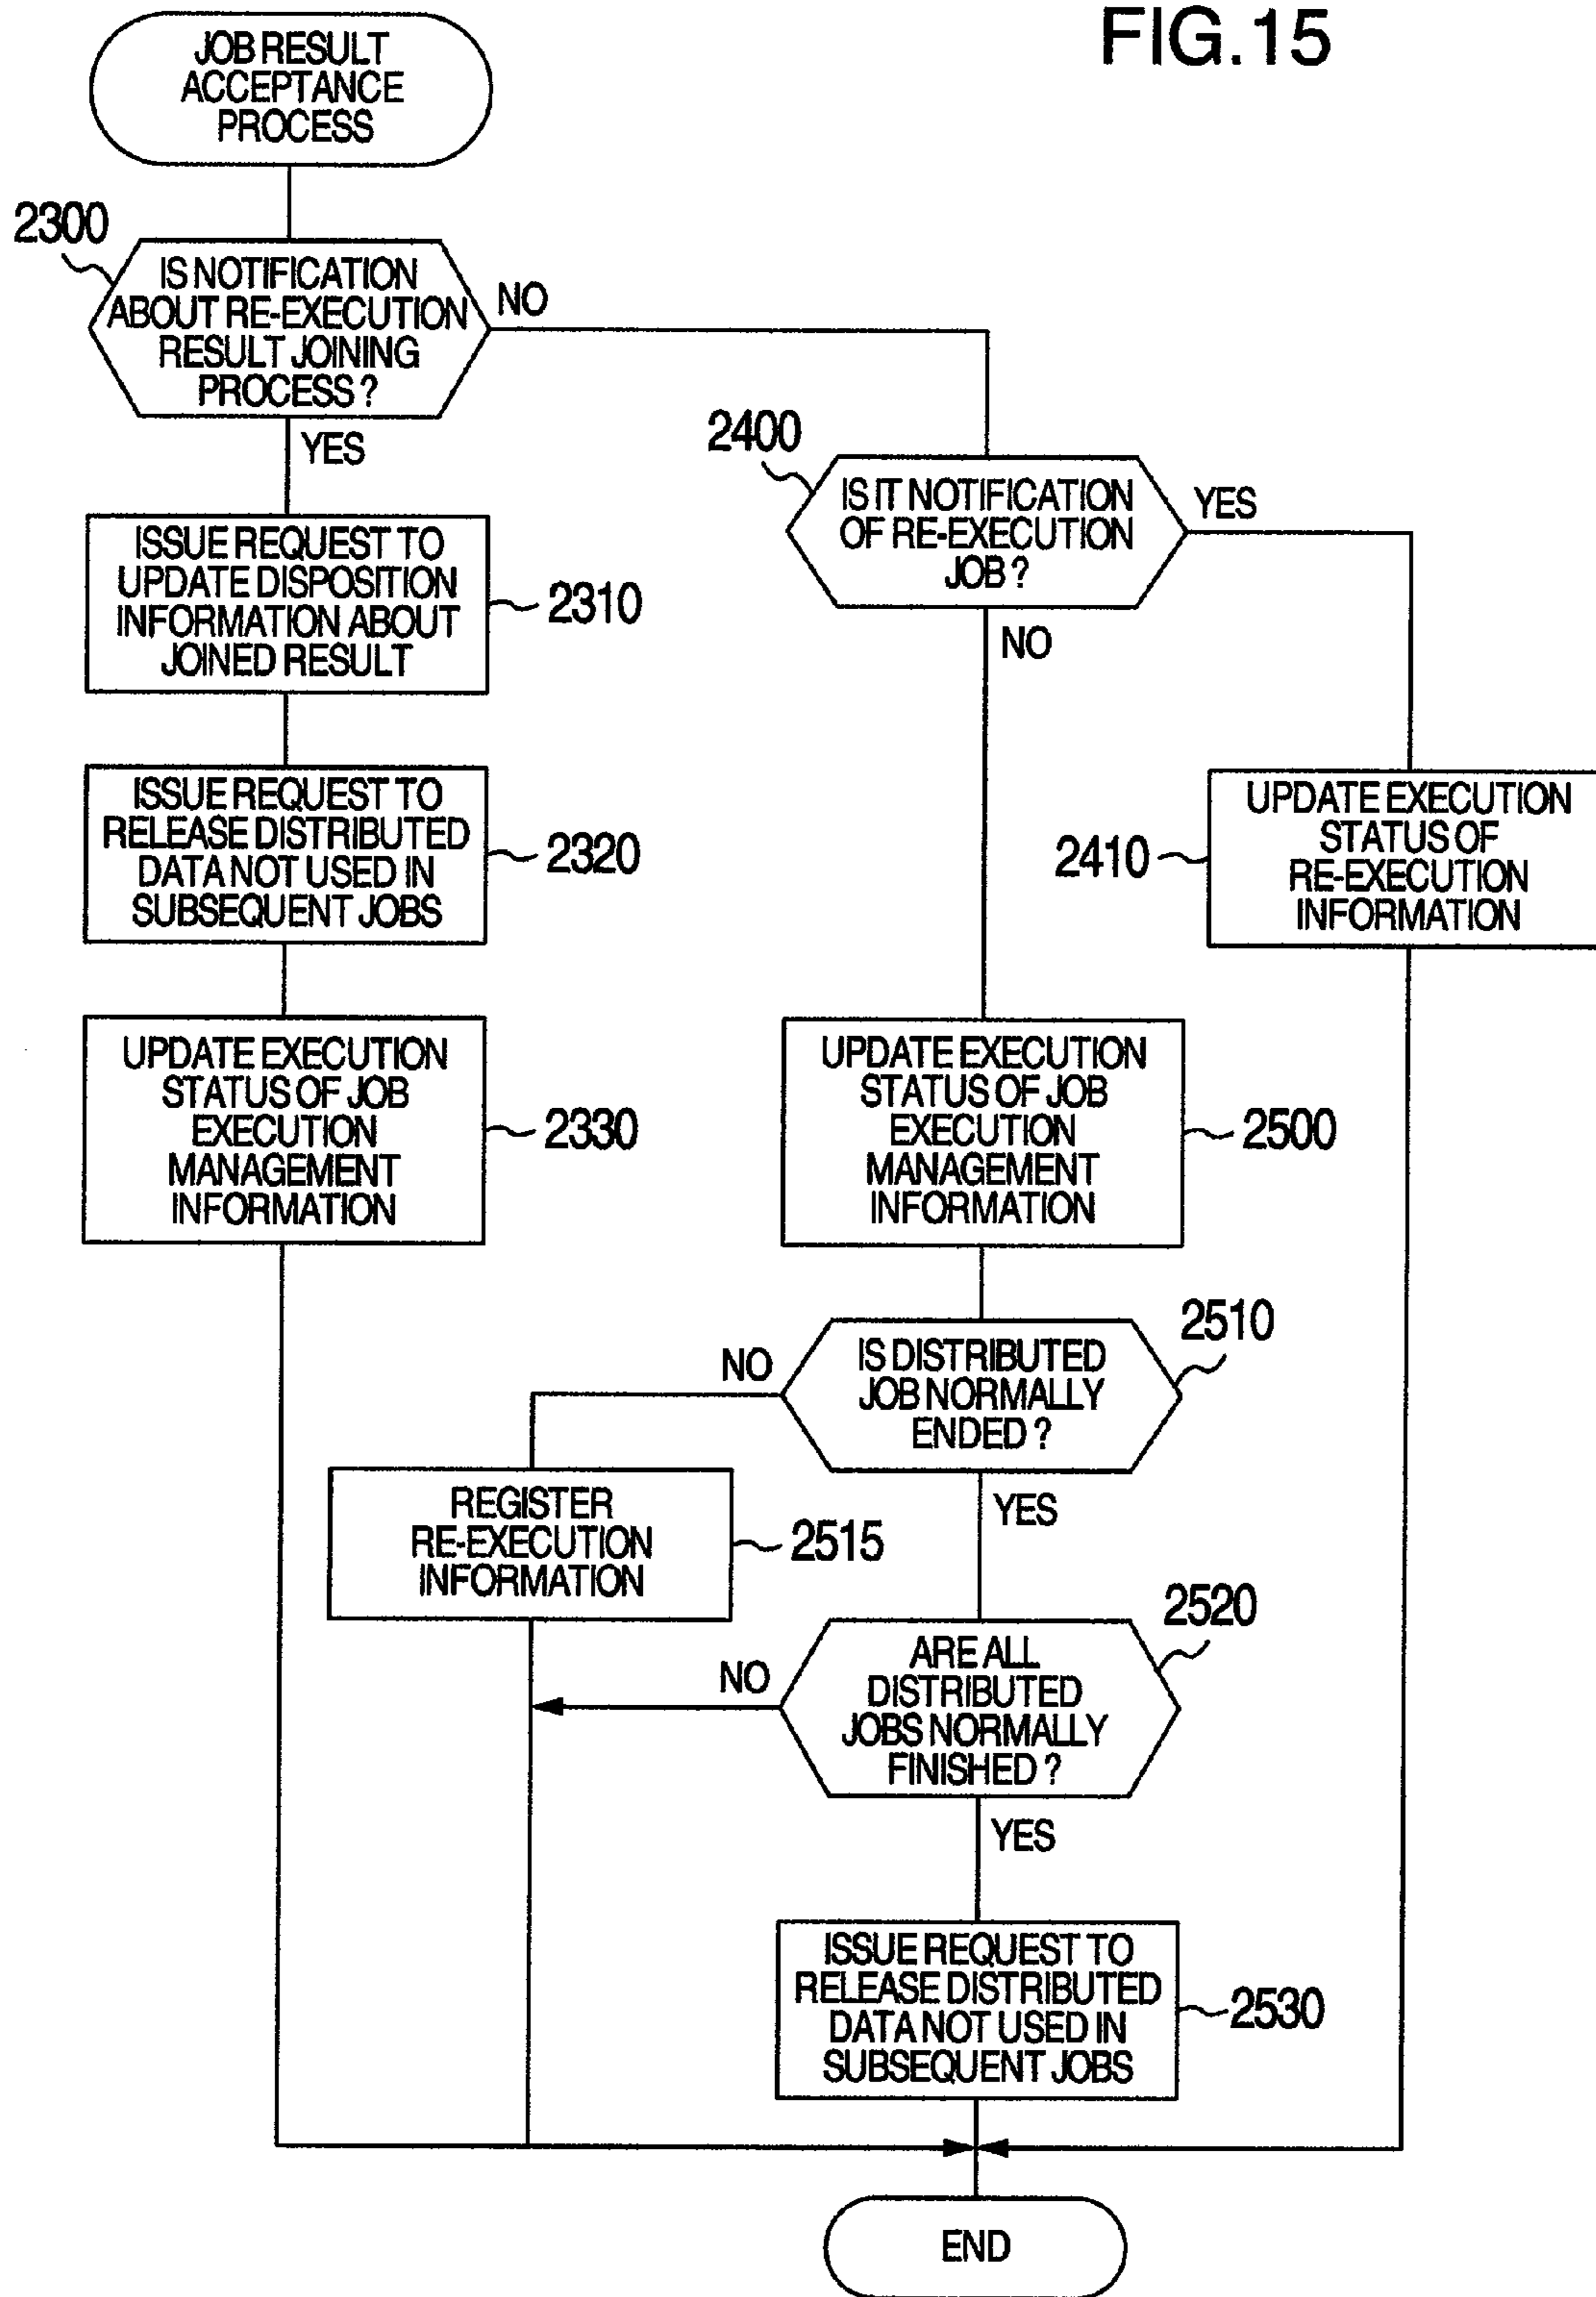 FIG.15
JOB RESULT
ACCEPTANCE
PROCESS
2300
IS NOTIFICATION
ABOUT RE-EXECUTION
RESULT JOINING
PROCESS ?
NO
YES
2400
IS IT NOTIFICATION
OF RE-EXECUTION
JOB ?
YES
NO
ISSUE REQUEST TO
UPDATE DISPOSITION
INFORMATION ABOUT
JOINED RESULT
2310
ISSUE REQUEST TO
RELEASE DISTRIBUTED
DATA NOT USED IN
SUBSEQUENT JOBS
2320
2410
UPDATE EXECUTION
STATUS OF
RE-EXECUTION
INFORMATION
UPDATE EXECUTION
STATUS OF JOB
EXECUTION
MANAGEMENT
INFORMATION
2330
UPDATE EXECUTION
STATUS OF JOB
EXECUTION
MANAGEMENT
INFORMATION
2500
2510
IS DISTRIBUTED
JOB NORMALLY
ENDED ?
NO
YES
REGISTER
RE-EXECUTION
INFORMATION
2515
2520
ARE ALL
DISTRIBUTED
JOBS NORMALLY
FINISHED ?
NO
YES
ISSUE REQUEST TO
RELEASE DISTRIBUTED
DATA NOT USED IN
SUBSEQUENT JOBS
2530
END